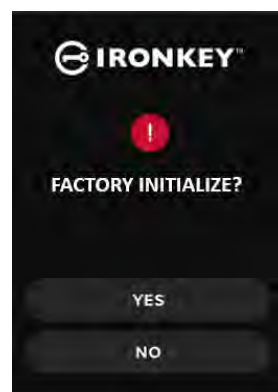 IRONKEY™
!
FACTORY INITIALIZE?
YES
NO